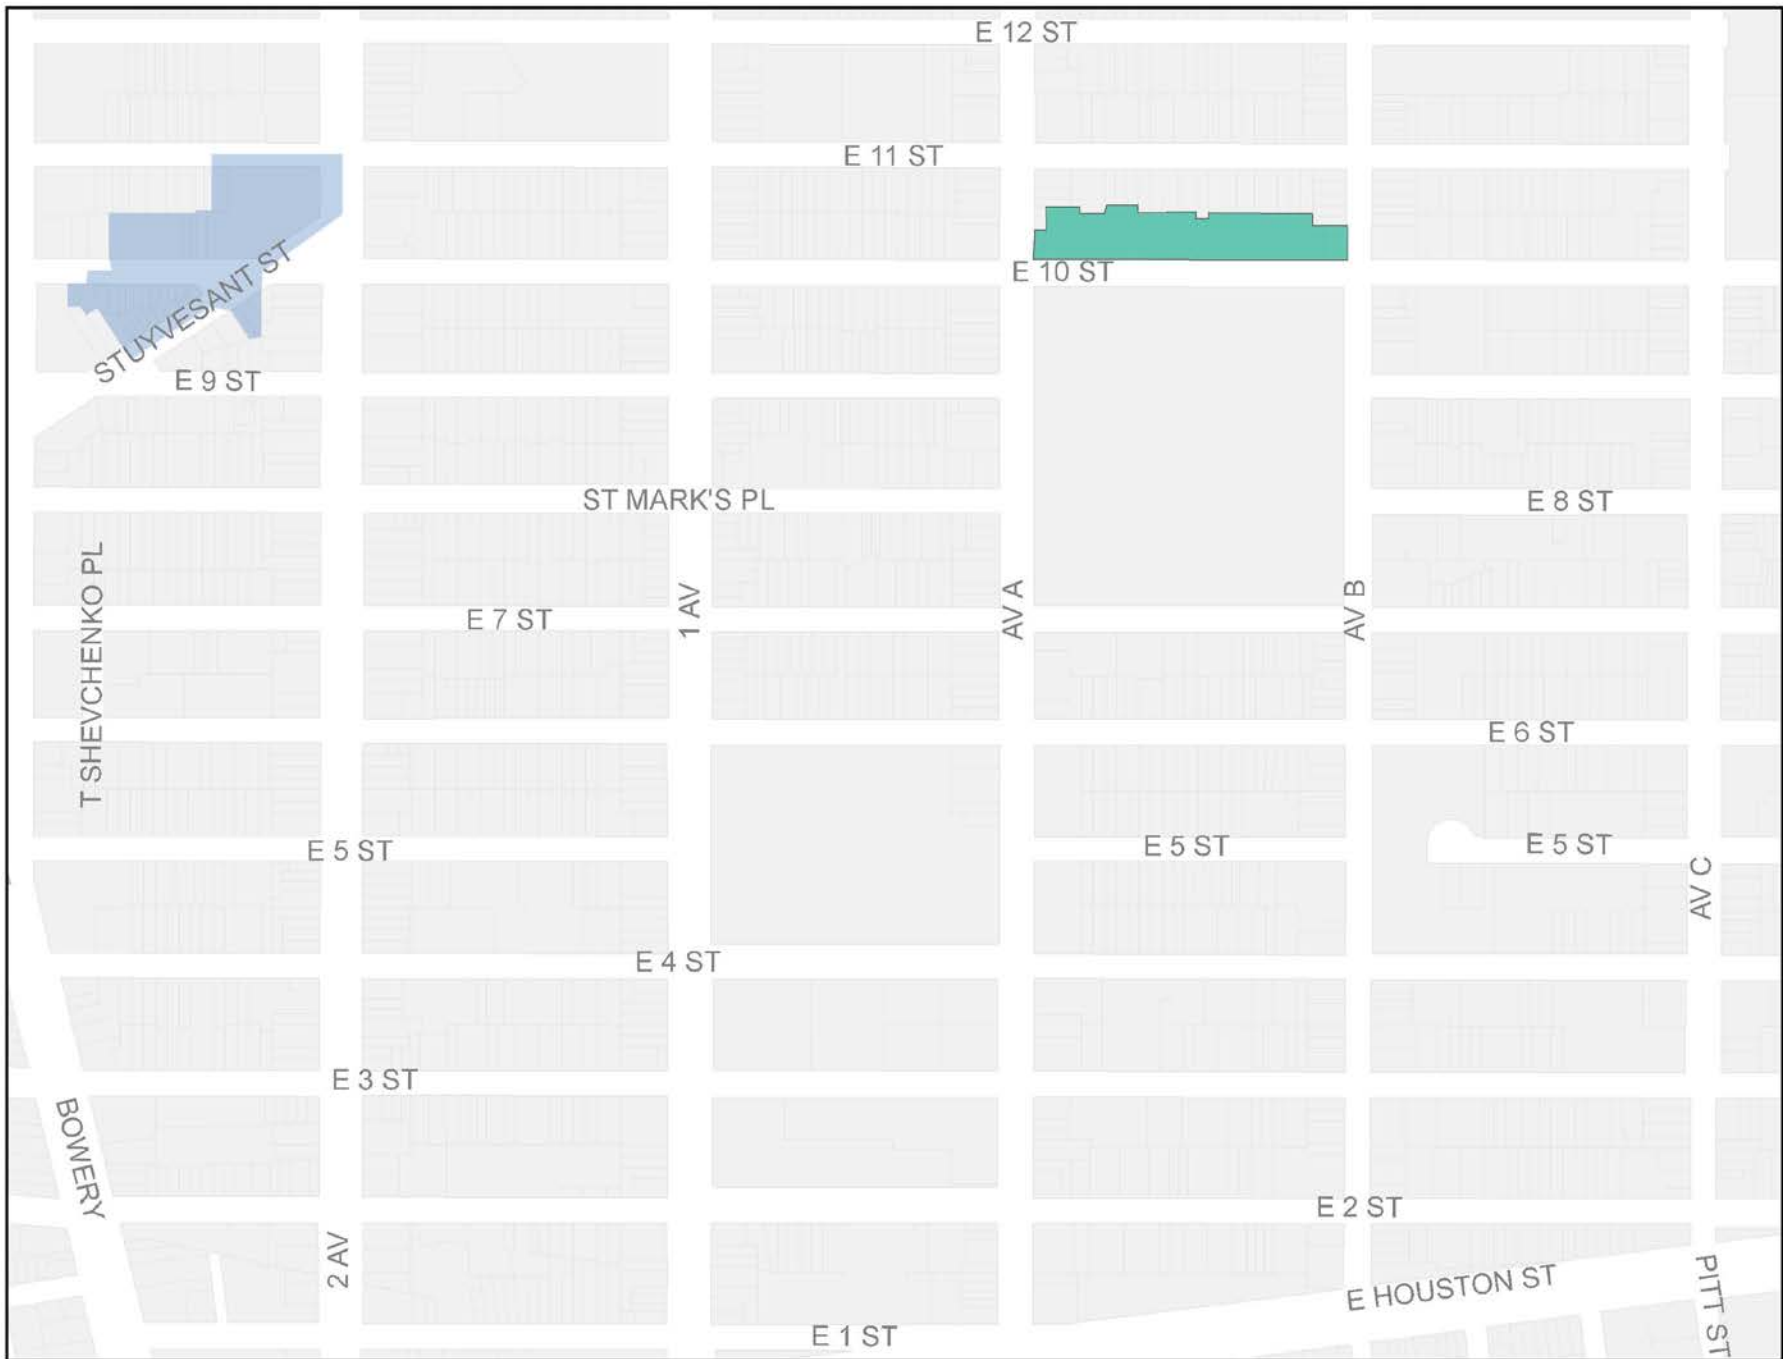 E 12 ST
E 11 ST
E 10 ST
STUYVESANT ST
E 9 ST
ST MARK'S PL
E 8 ST
T SHEVCHENKO PL
1 AV
AV A
AV B
E 7 ST
E 6 ST
E 5 ST
E 5 ST
E 5 ST
AV C
E 4 ST
E 3 ST
BOWERY
E 2 ST
2 AV
E HOUSTON ST
PITT ST
E 1 ST